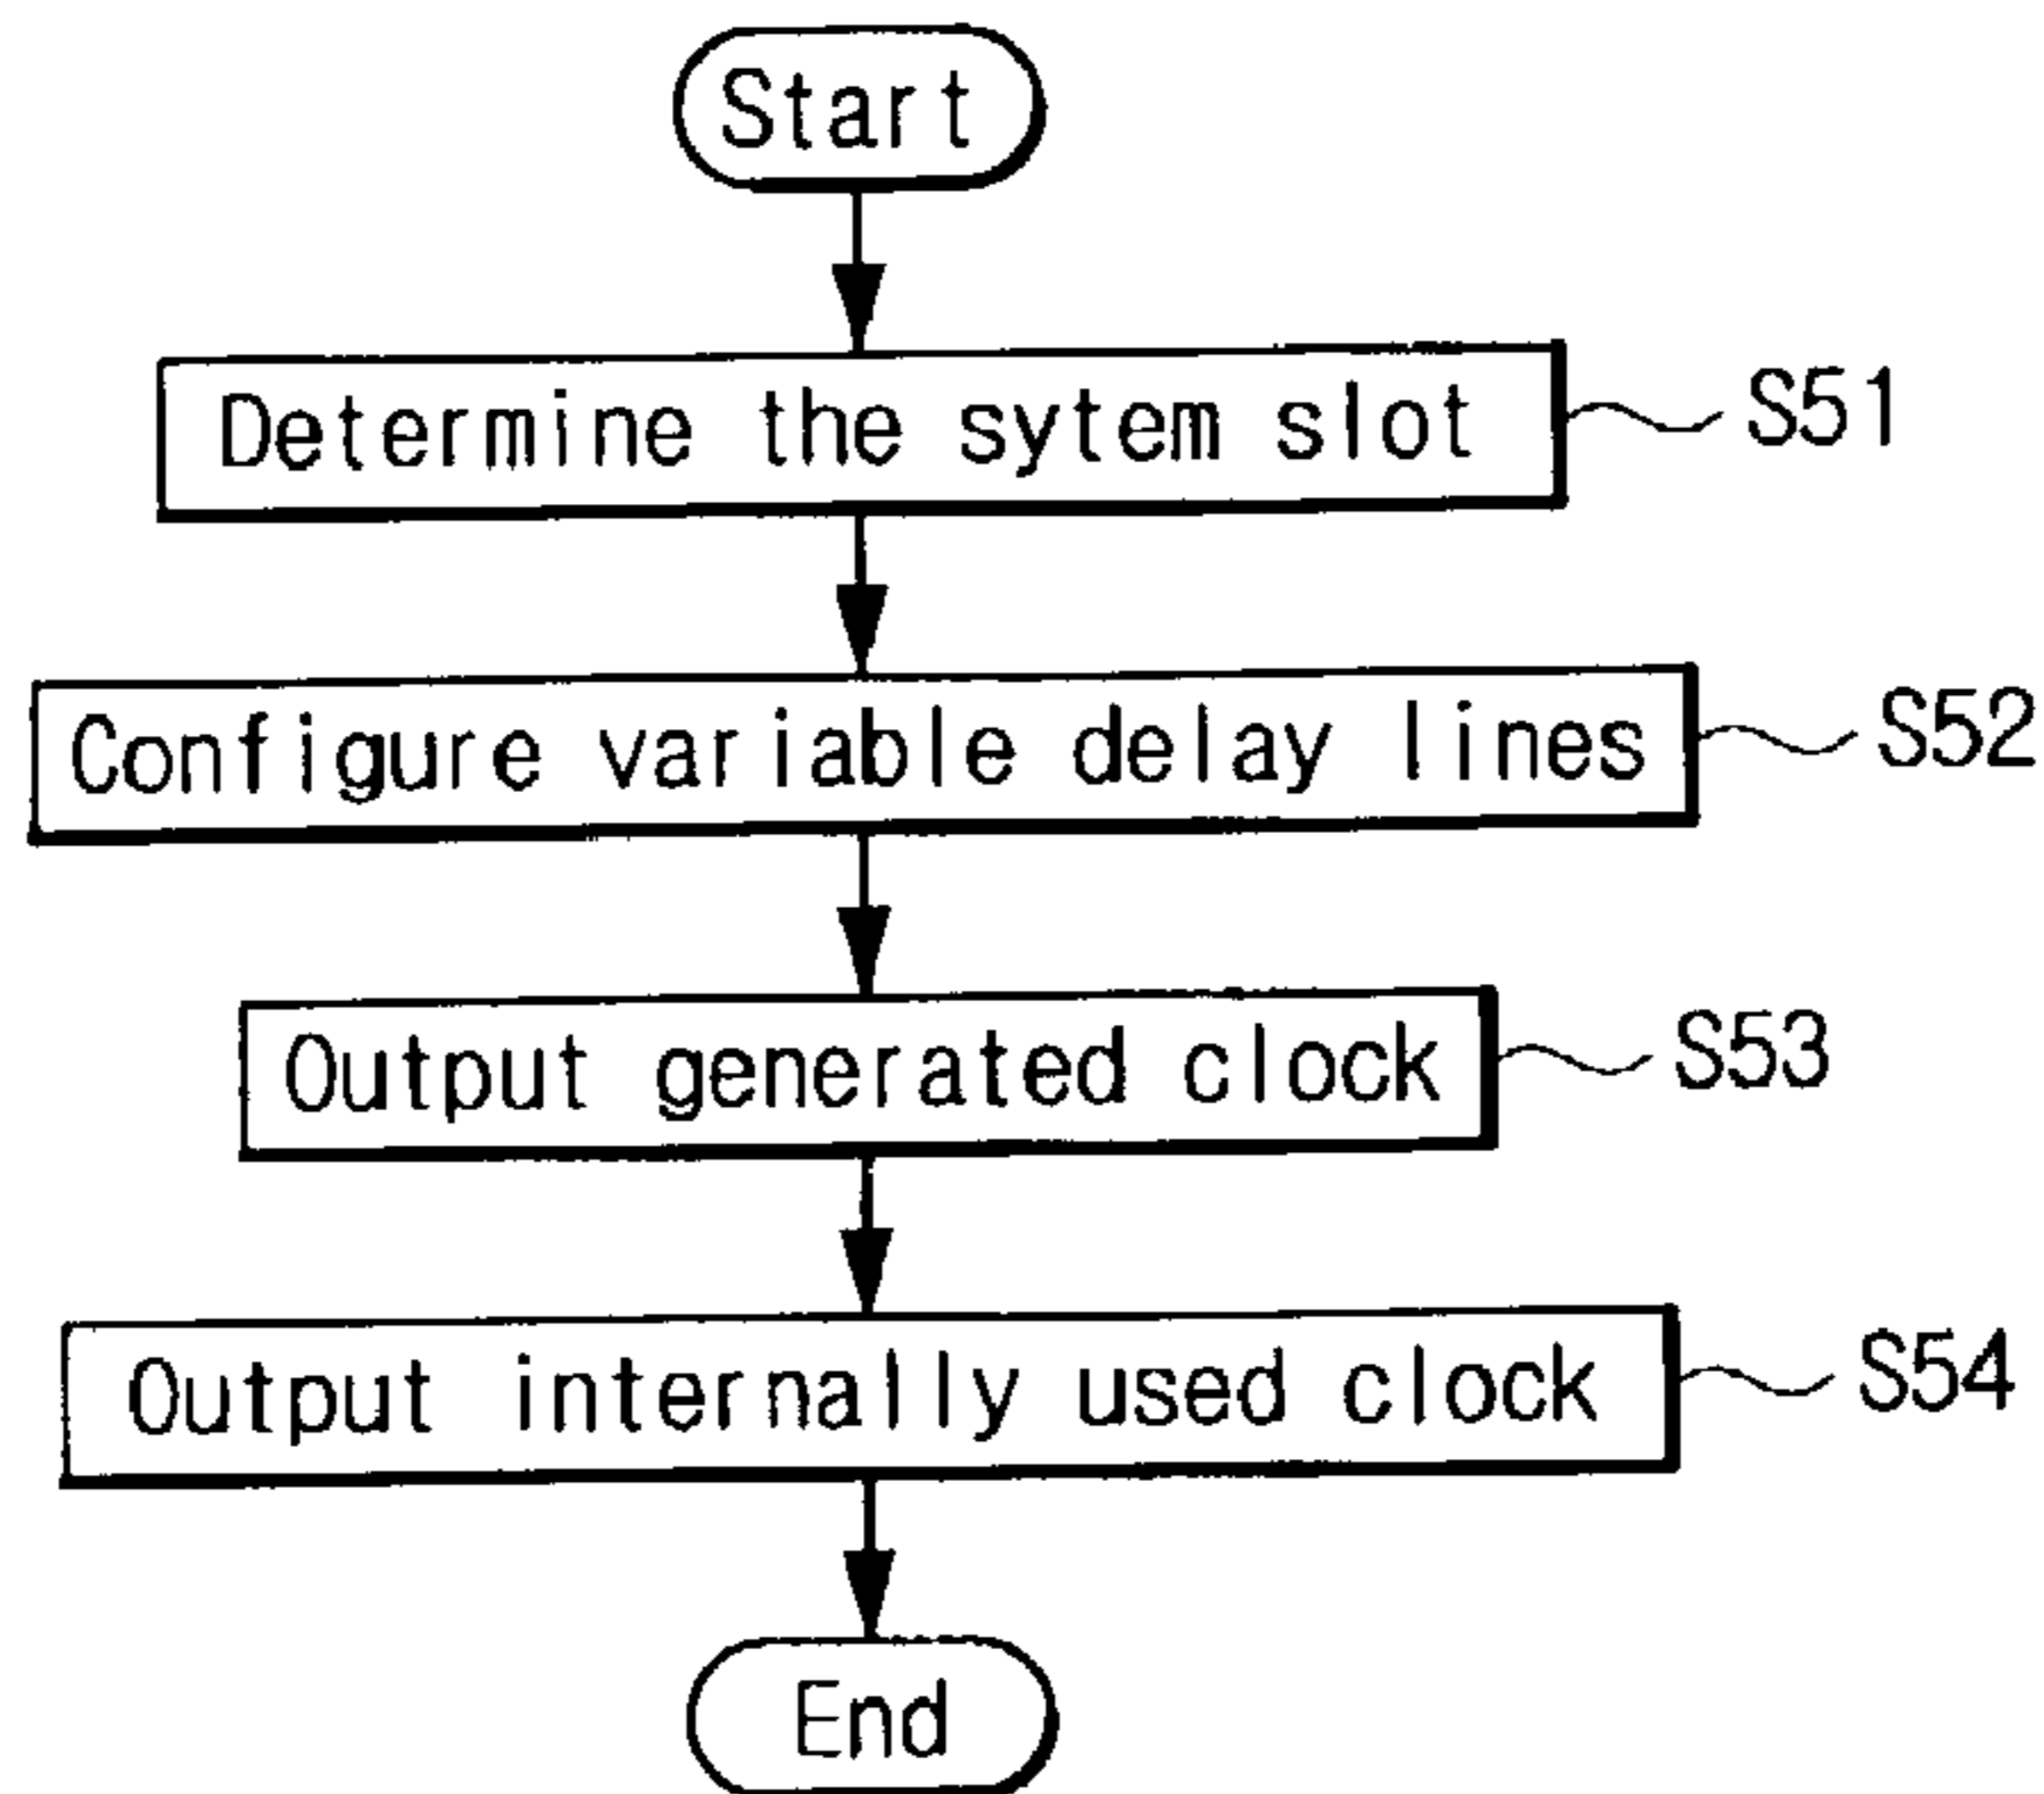 Start
Determine the sytem slot S51
Configure variable delay lines S52
Output generated clock S53
Output internally used clock S54
End